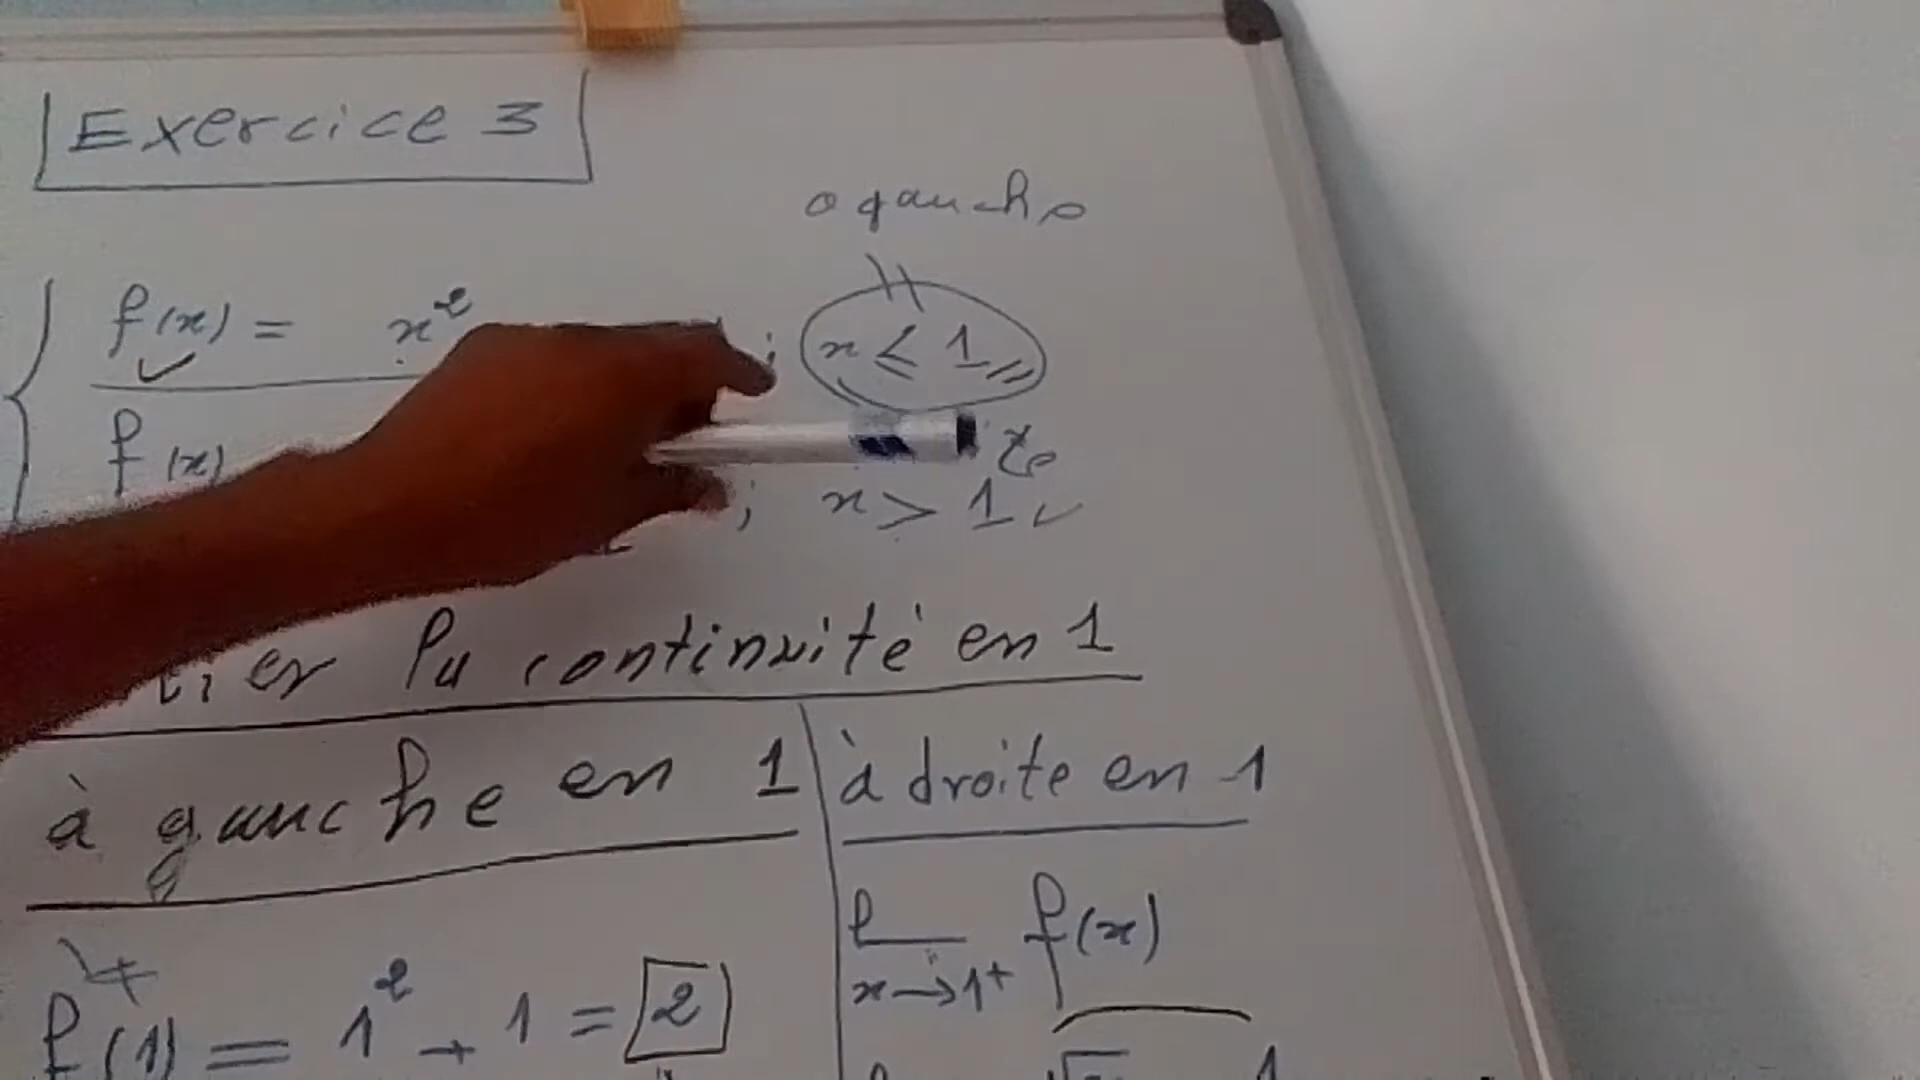 Exercice 3
à gauche
f(x) = x²
; x ≤ 1
f(x)
; x > 1
la continuité en 1
à gauche en 1
à droite en 1
f(x)
x→1⁺
f(1) = 1² + 1 = 2